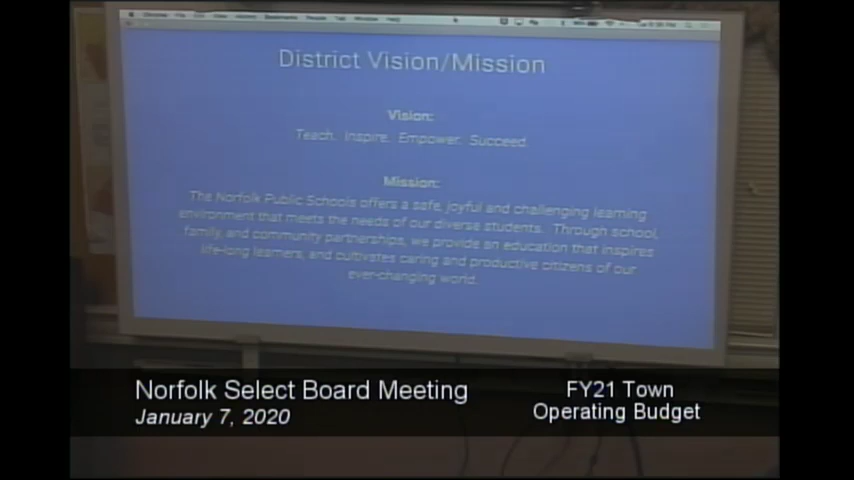 District Vision/Mission
Vision:
Teach. Inspire. Empower. Succeed.
Mission:
The Norfolk Public Schools offers a safe, joyful and challenging learning
environment that meets the needs of our diverse students. Through school,
family, and community partnerships, we provide an education that inspires
life-long learners, and cultivates caring and productive citizens of our
ever-changing world.
Norfolk Select Board Meeting
January 7, 2020
FY21 Town
Operating Budget